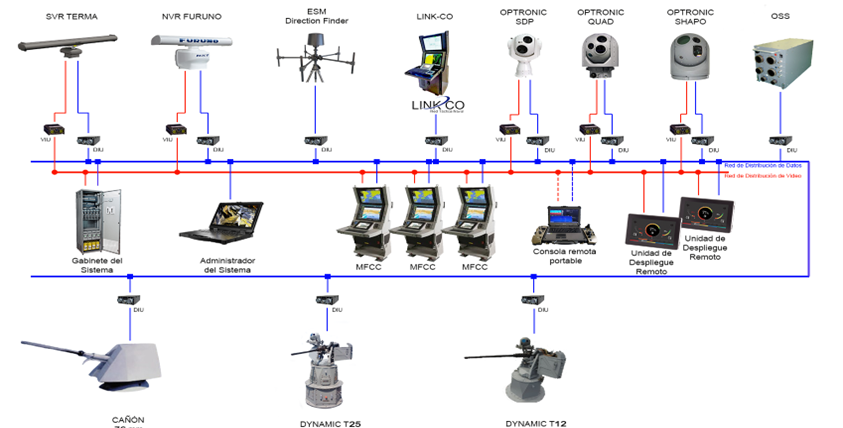 SVR TERMA
NVR FURUNO
ESM
Direction Finder
LINK-CO
OPTRONIC
SDP
OPTRONIC
QUAD
OPTRONIC
SHAPO
OSS
FURUNO
LINK CO
VIU
DIU
VIU
DIU
DIU
DIU
VIU
DIU
VIU
DIU
VIU
DIU
DIU
Red de Distribución de Datos
Red de Distribución de Video
Gabinete del
Sistema
Administrador
del Sistema
MFCC
MFCC
MFCC
Consola remota
portable
Unidad de
Despliegue
Remoto
Unidad de
Despliegue
Remoto
DIU
DIU
DIU
CAÑÓN
DYNAMIC T25
DYNAMIC T12